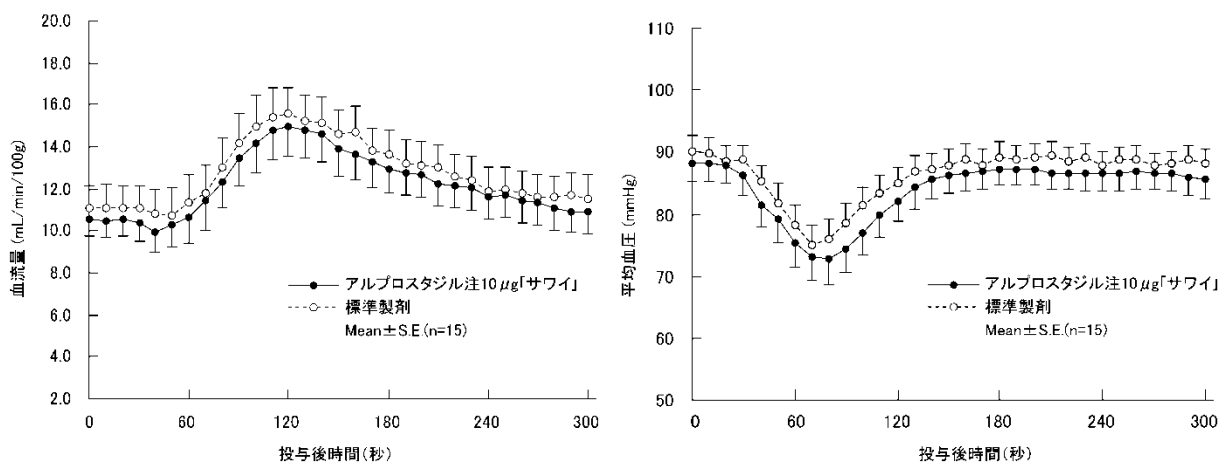 20.0
18.0
16.0
14.0
12.0
10.0
8.0
6.0
4.0
2.0
血流量 (mL/min/100g)
アルプロスタジル注10μg「サワイ」
標準製剤
Mean±S.E.(n=15)
0 60 120 180 240 300
投与後時間(秒)
110
100
90
80
70
60
50
平均血圧 (mmHg)
アルプロスタジル注10μg「サワイ」
標準製剤
Mean±S.E.(n=15)
0 60 120 180 240 300
投与後時間(秒)